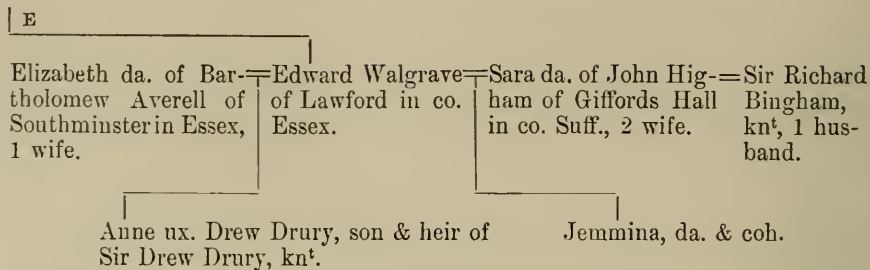 E
Elizabeth da. of Bar-
tholomew Averell of
Southminster in Essex,
1 wife.
Edward Walgrave
of Lawford in co.
Essex.
Sara da. of John Hig-
ham of Giffords Hall
in co. Suff., 2 wife.
Sir Richard
Bingham,
knᵗ, 1 hus-
band.
Anne ux. Drew Drury, son & heir of
Sir Drew Drury, knᵗ.
Jemmina, da. & coh.